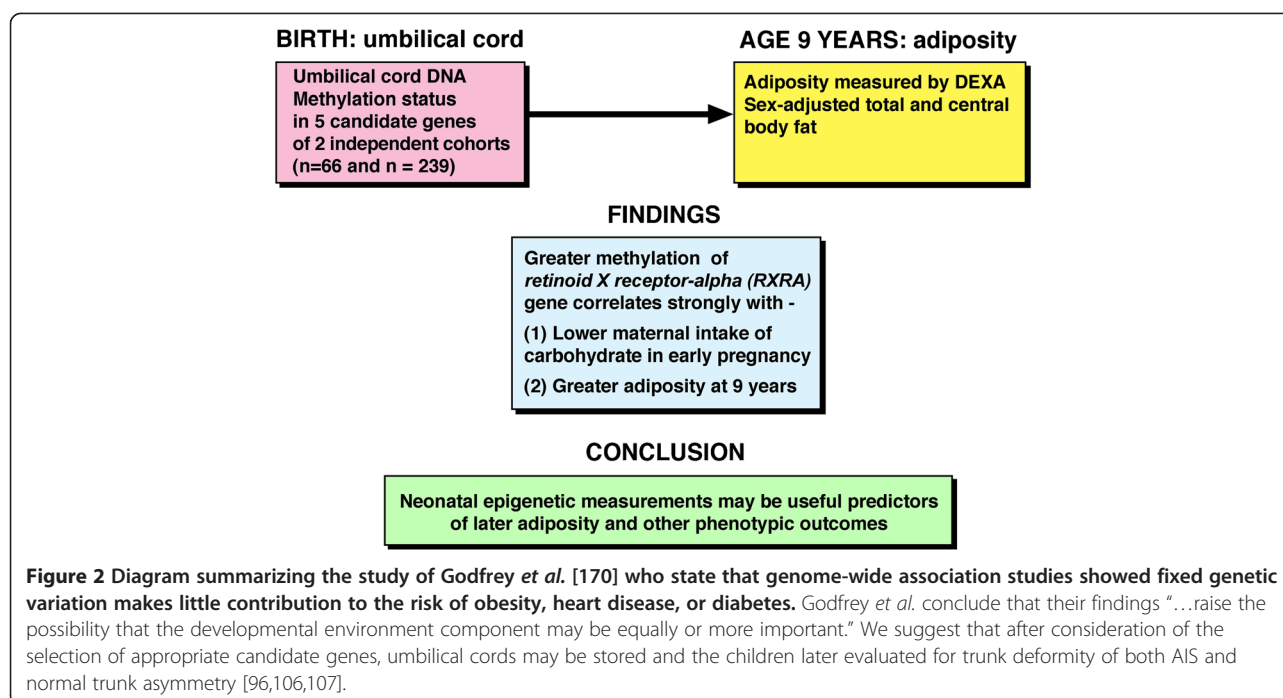 BIRTH: umbilical cord
AGE 9 YEARS: adiposity
Umbilical cord DNA
Methylation status
in 5 candidate genes
of 2 independent cohorts
(n=66 and n = 239)
Adiposity measured by DEXA
Sex-adjusted total and central
body fat
FINDINGS
Greater methylation of
retinoid X receptor-alpha (RXRA)
gene correlates strongly with -
(1) Lower maternal intake of
carbohydrate in early pregnancy
(2) Greater adiposity at 9 years
CONCLUSION
Neonatal epigenetic measurements may be useful predictors
of later adiposity and other phenotypic outcomes
Figure 2 Diagram summarizing the study of Godfrey et al. [170] who state that genome-wide association studies showed fixed genetic
variation makes little contribution to the risk of obesity, heart disease, or diabetes. Godfrey et al. conclude that their findings “…raise the
possibility that the developmental environment component may be equally or more important.” We suggest that after consideration of the
selection of appropriate candidate genes, umbilical cords may be stored and the children later evaluated for trunk deformity of both AIS and
normal trunk asymmetry [96,106,107].